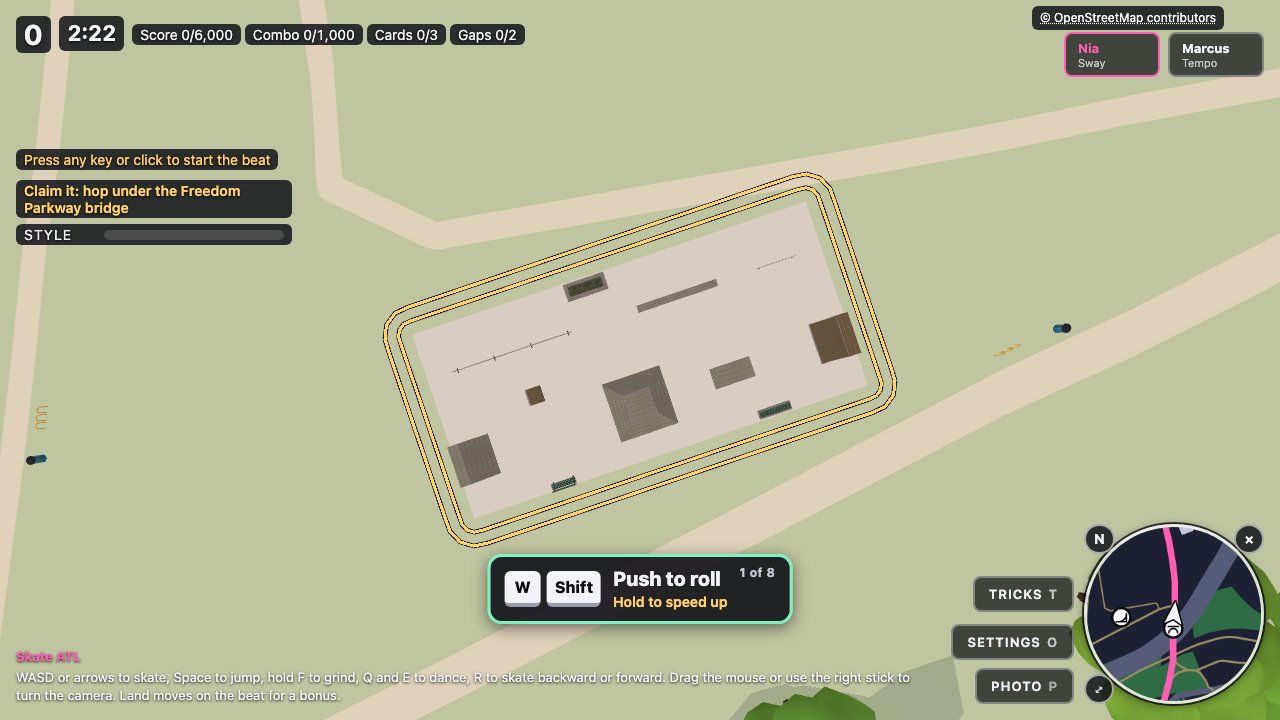 0
2:22
Score 0/6,000
Combo 0/1,000
Cards 0/3
Gaps 0/2
© OpenStreetMap contributors
Nia
Sway
Marcus
Tempo
Press any key or click to start the beat
Claim it: hop under the Freedom
Parkway bridge
STYLE
W
Shift
Push to roll
1 of 8
Hold to speed up
N
×
TRICKS T
SETTINGS O
PHOTO P
Skate ATL
WASD or arrows to skate, Space to jump, hold F to grind, Q and E to dance, R to skate backward or forward. Drag the mouse or use the right stick to
turn the camera. Land moves on the beat for a bonus.